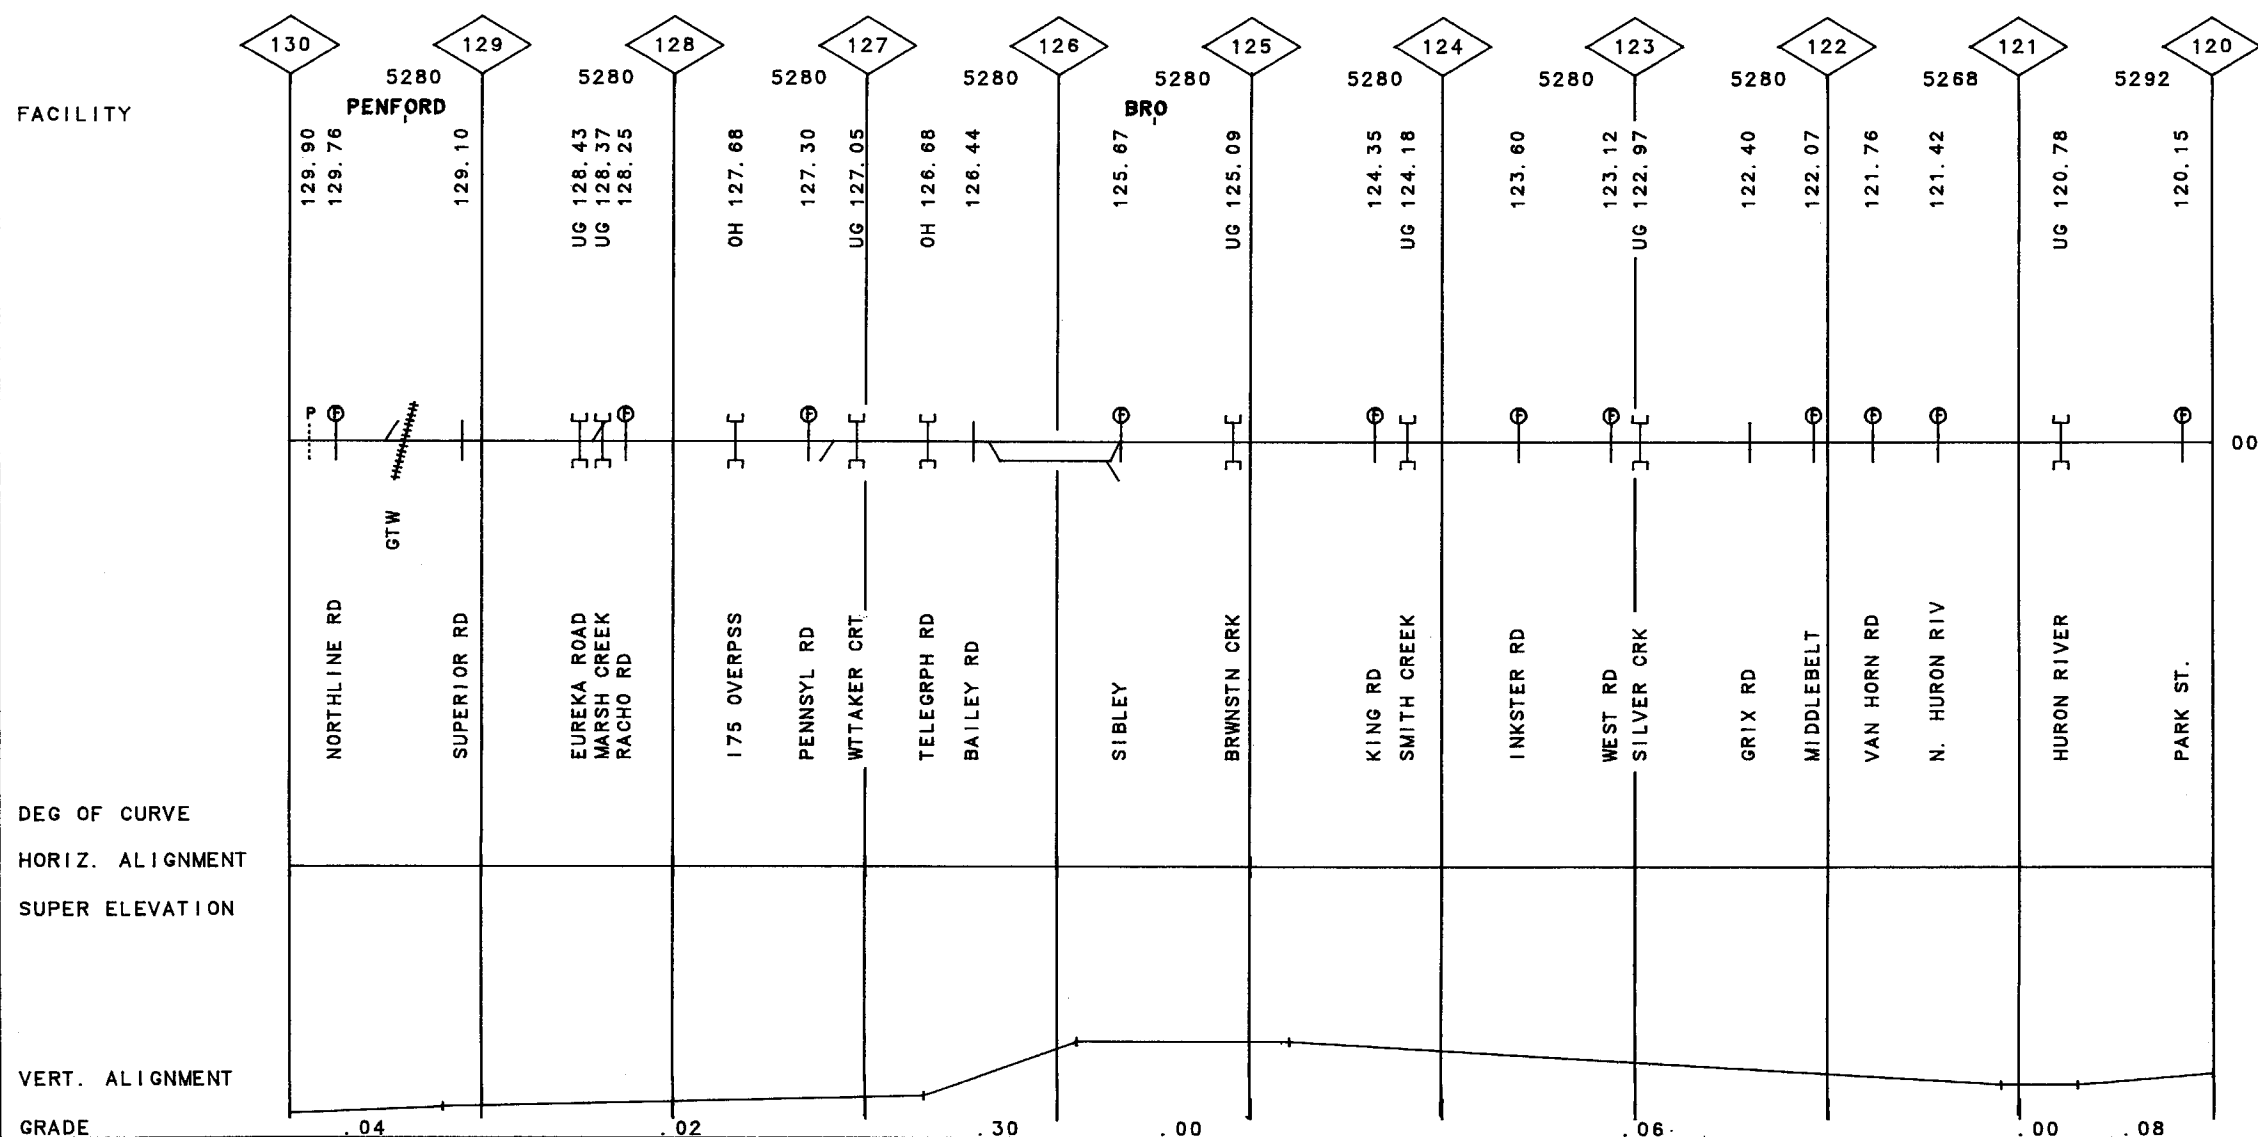 130 129 128 127 126 125 124 123 122 121 120
5280 5280 5280 5280 5280 5280 5280 5280 5268 5292
FACILITY
PENFORD
BRO
129.90
129.76
129.10
UG 128.43
UG 128.37
128.25
OH 127.68
127.30
UG 127.05
OH 126.68
126.44
125.67
UG 125.09
124.35
UG 124.18
123.60
123.12
UG 122.97
122.40
122.07
121.76
121.42
UG 120.78
120.15
P F F F F F F F F F F F
00
GTW
NORTHLINE RD
SUPERIOR RD
EUREKA ROAD
MARSH CREEK
RACHO RD
I75 OVERPSS
PENNSYL RD
WTTAKER CRT
TELEGRPH RD
BAILEY RD
SIBLEY
BRWNSTN CRK
KING RD
SMITH CREEK
INKSTER RD
WEST RD
SILVER CRK
GRIX RD
MIDDLEBELT
VAN HORN RD
N. HURON RIV
HURON RIVER
PARK ST.
DEG OF CURVE
HORIZ. ALIGNMENT
SUPER ELEVATION
VERT. ALIGNMENT
GRADE .04 .02 .30 .00 .06 .00 .08